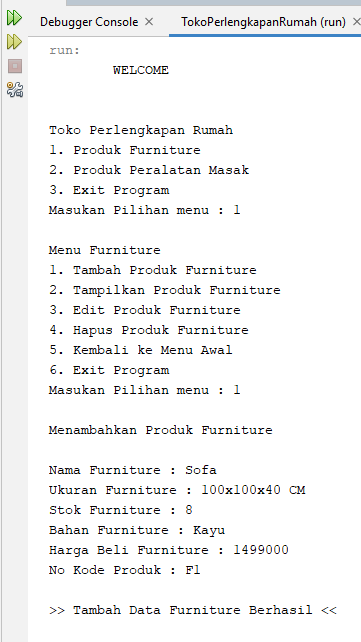 Debugger Console × TokoPerlengkapanRumah (run) ×
run:
WELCOME
Toko Perlengkapan Rumah
1. Produk Furniture
2. Produk Peralatan Masak
3. Exit Program
Masukan Pilihan menu : 1
Menu Furniture
1. Tambah Produk Furniture
2. Tampilkan Produk Furniture
3. Edit Produk Furniture
4. Hapus Produk Furniture
5. Kembali ke Menu Awal
6. Exit Program
Masukan Pilihan menu : 1
Menambahkan Produk Furniture
Nama Furniture : Sofa
Ukuran Furniture : 100x100x40 CM
Stok Furniture : 8
Bahan Furniture : Kayu
Harga Beli Furniture : 1499000
No Kode Produk : F1
>> Tambah Data Furniture Berhasil <<